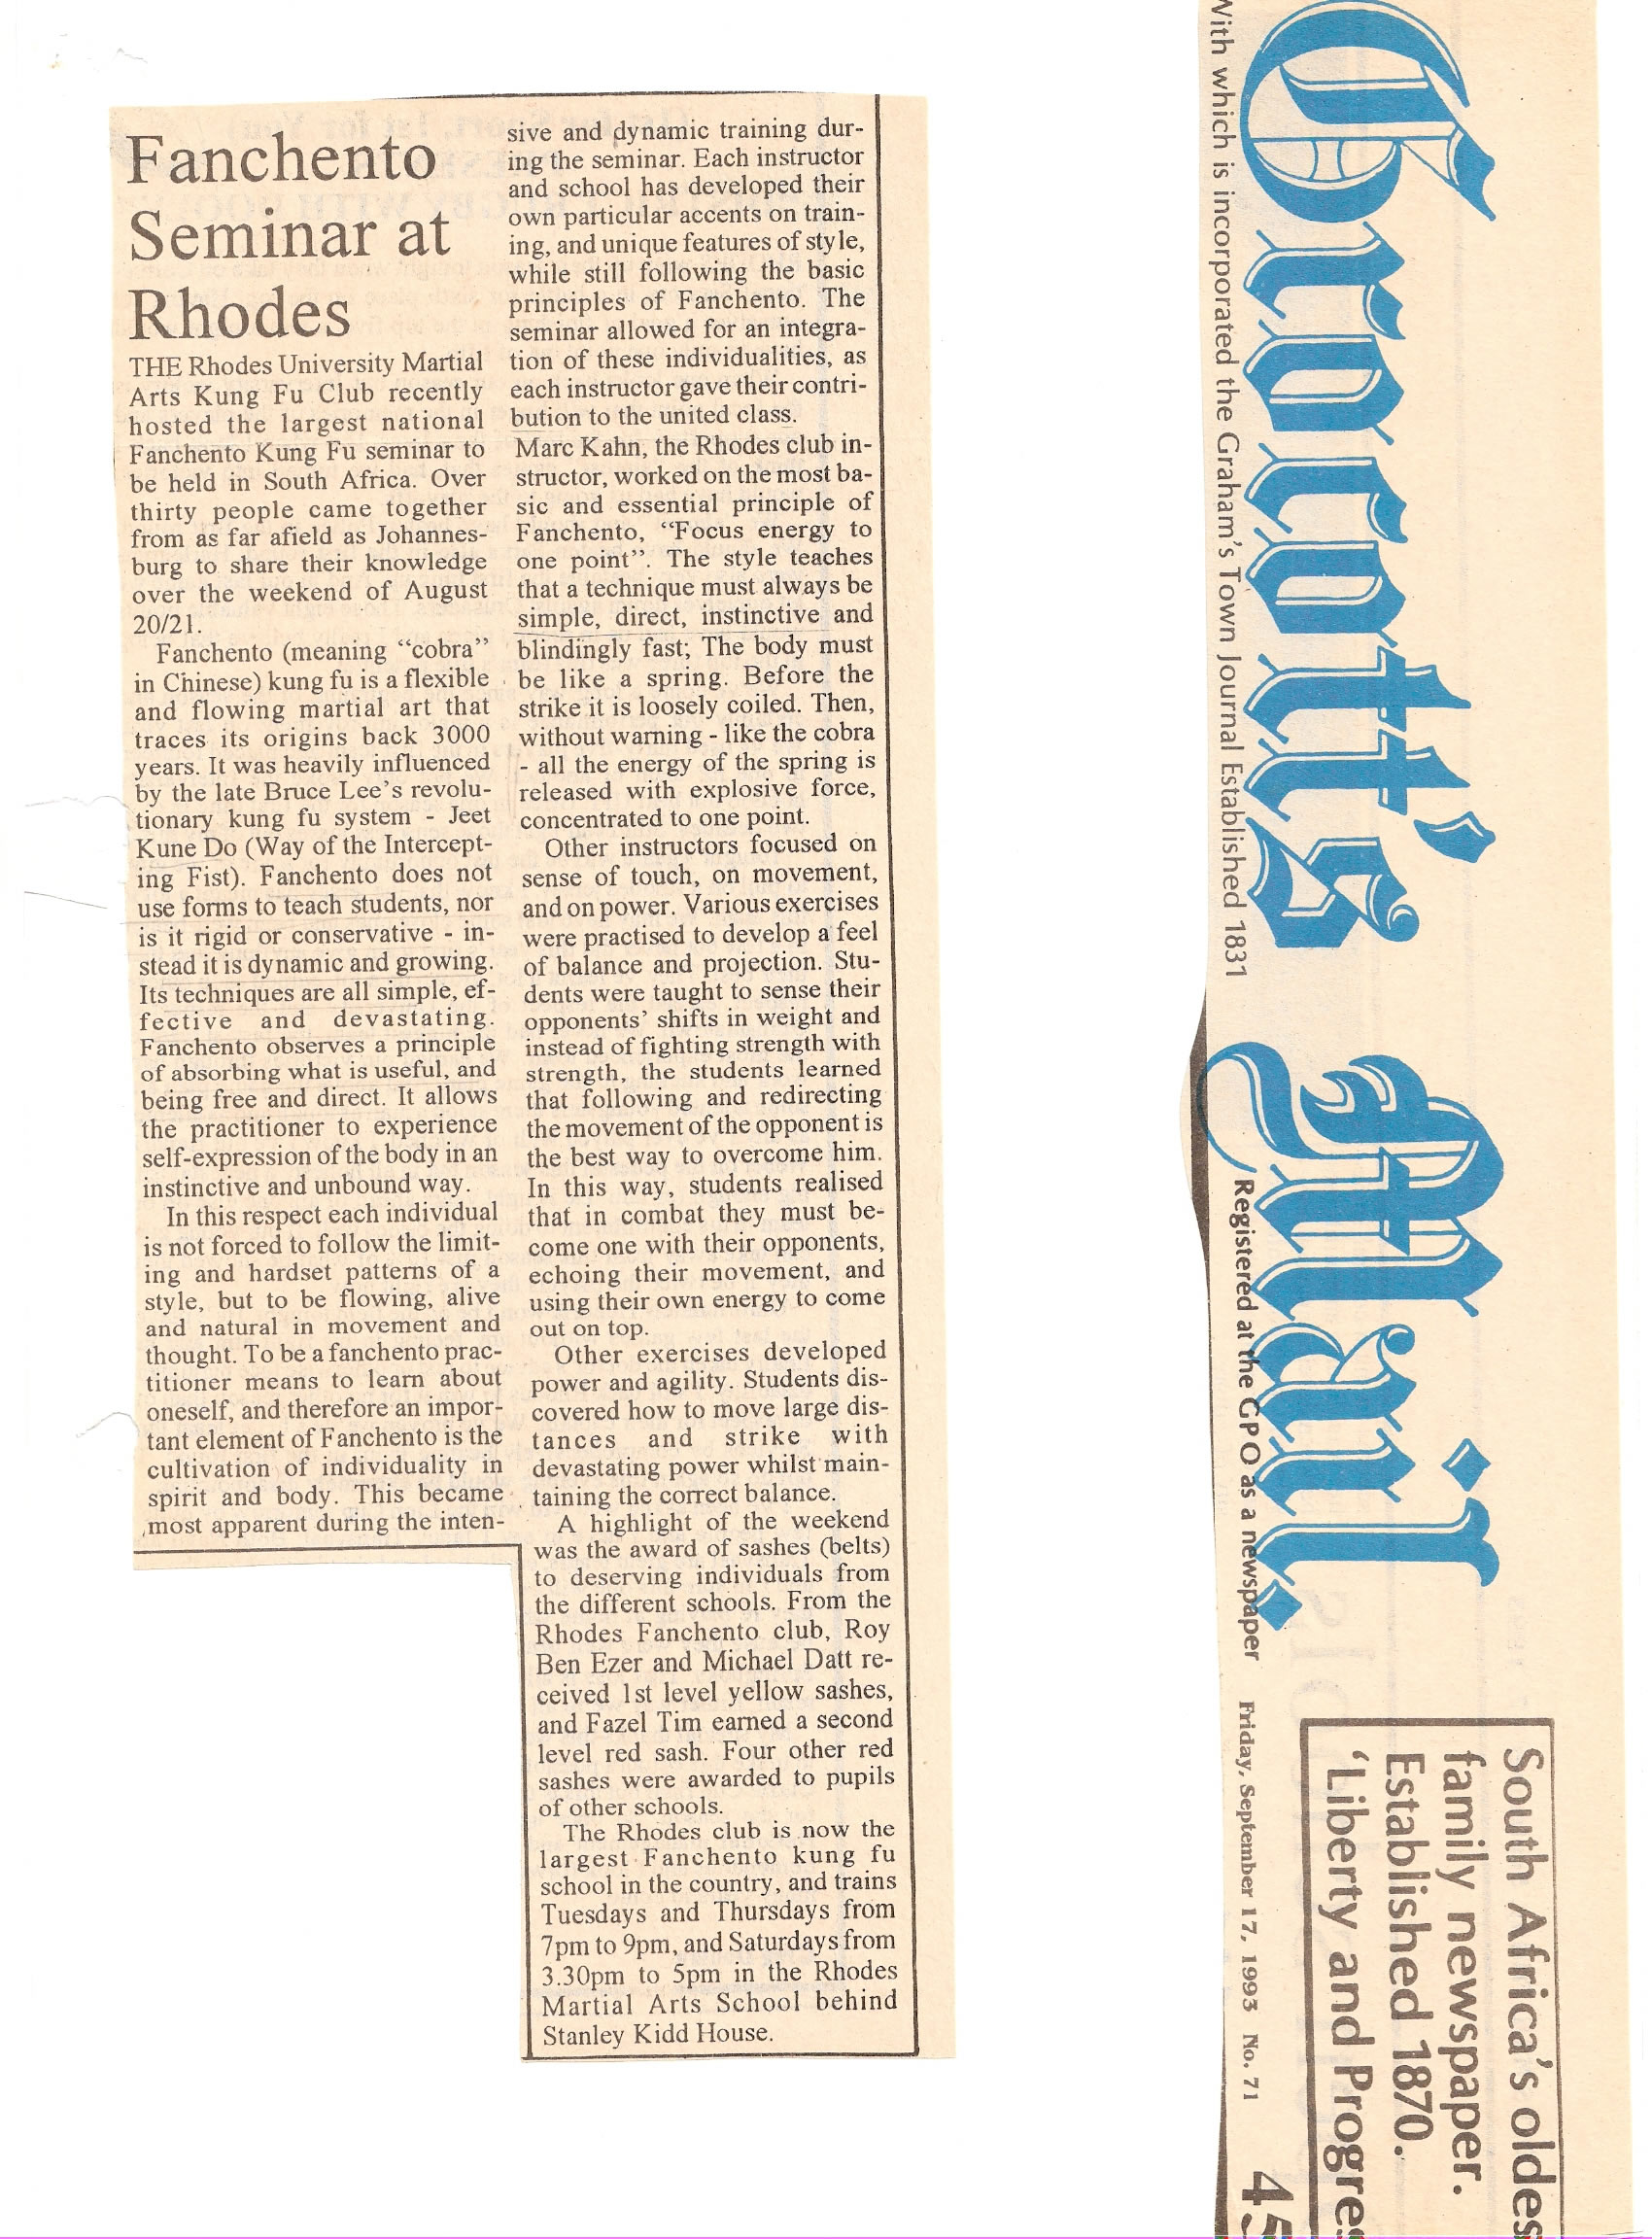 Fanchento
Seminar at
Rhodes
THE Rhodes University Martial
Arts Kung Fu Club recently
hosted the largest national
Fanchento Kung Fu seminar to
be held in South Africa. Over
thirty people came together
from as far afield as Johannes-
burg to share their knowledge
over the weekend of August
20/21.
Fanchento (meaning “cobra”
in Chinese) kung fu is a flexible
and flowing martial art that
traces its origins back 3000
years. It was heavily influenced
by the late Bruce Lee’s revolu-
tionary kung fu system - Jeet
Kune Do (Way of the Intercept-
ing Fist). Fanchento does not
use forms to teach students, nor
is it rigid or conservative - in-
stead it is dynamic and growing.
Its techniques are all simple, ef-
fective and devastating.
Fanchento observes a principle
of absorbing what is useful, and
being free and direct. It allows
the practitioner to experience
self-expression of the body in an
instinctive and unbound way.
In this respect each individual
is not forced to follow the limit-
ing and hardset patterns of a
style, but to be flowing, alive
and natural in movement and
thought. To be a fanchento prac-
titioner means to learn about
oneself, and therefore an impor-
tant element of Fanchento is the
cultivation of individuality in
spirit and body. This became
most apparent during the inten-
sive and dynamic training dur-
ing the seminar. Each instructor
and school has developed their
own particular accents on train-
ing, and unique features of style,
while still following the basic
principles of Fanchento. The
seminar allowed for an integra-
tion of these individualities, as
each instructor gave their contri-
bution to the united class.
Marc Kahn, the Rhodes club in-
structor, worked on the most ba-
sic and essential principle of
Fanchento, “Focus energy to
one point”. The style teaches
that a technique must always be
simple, direct, instinctive and
blindingly fast; The body must
be like a spring. Before the
strike it is loosely coiled. Then,
without warning - like the cobra
- all the energy of the spring is
released with explosive force,
concentrated to one point.
Other instructors focused on
sense of touch, on movement,
and on power. Various exercises
were practised to develop a feel
of balance and projection. Stu-
dents were taught to sense their
opponents’ shifts in weight and
instead of fighting strength with
strength, the students learned
that following and redirecting
the movement of the opponent is
the best way to overcome him.
In this way, students realised
that in combat they must be-
come one with their opponents,
echoing their movement, and
using their own energy to come
out on top.
Other exercises developed
power and agility. Students dis-
covered how to move large dis-
tances and strike with
devastating power whilst main-
taining the correct balance.
A highlight of the weekend
was the award of sashes (belts)
to deserving individuals from
the different schools. From the
Rhodes Fanchento club, Roy
Ben Ezer and Michael Datt re-
ceived 1st level yellow sashes,
and Fazel Tim earned a second
level red sash. Four other red
sashes were awarded to pupils
of other schools.
The Rhodes club is now the
largest Fanchento kung fu
school in the country, and trains
Tuesdays and Thursdays from
7pm to 9pm, and Saturdays from
3.30pm to 5pm in the Rhodes
Martial Arts School behind
Stanley Kidd House.
Grocott’s Mail.
With which is incorporated the Graham’s Town Journal Established 1831
Registered at the GPO as a newspaper
Friday, September 17, 1993 No. 71
45
South Africa’s oldes
family newspaper.
Established 1870.
‘Liberty and Progres